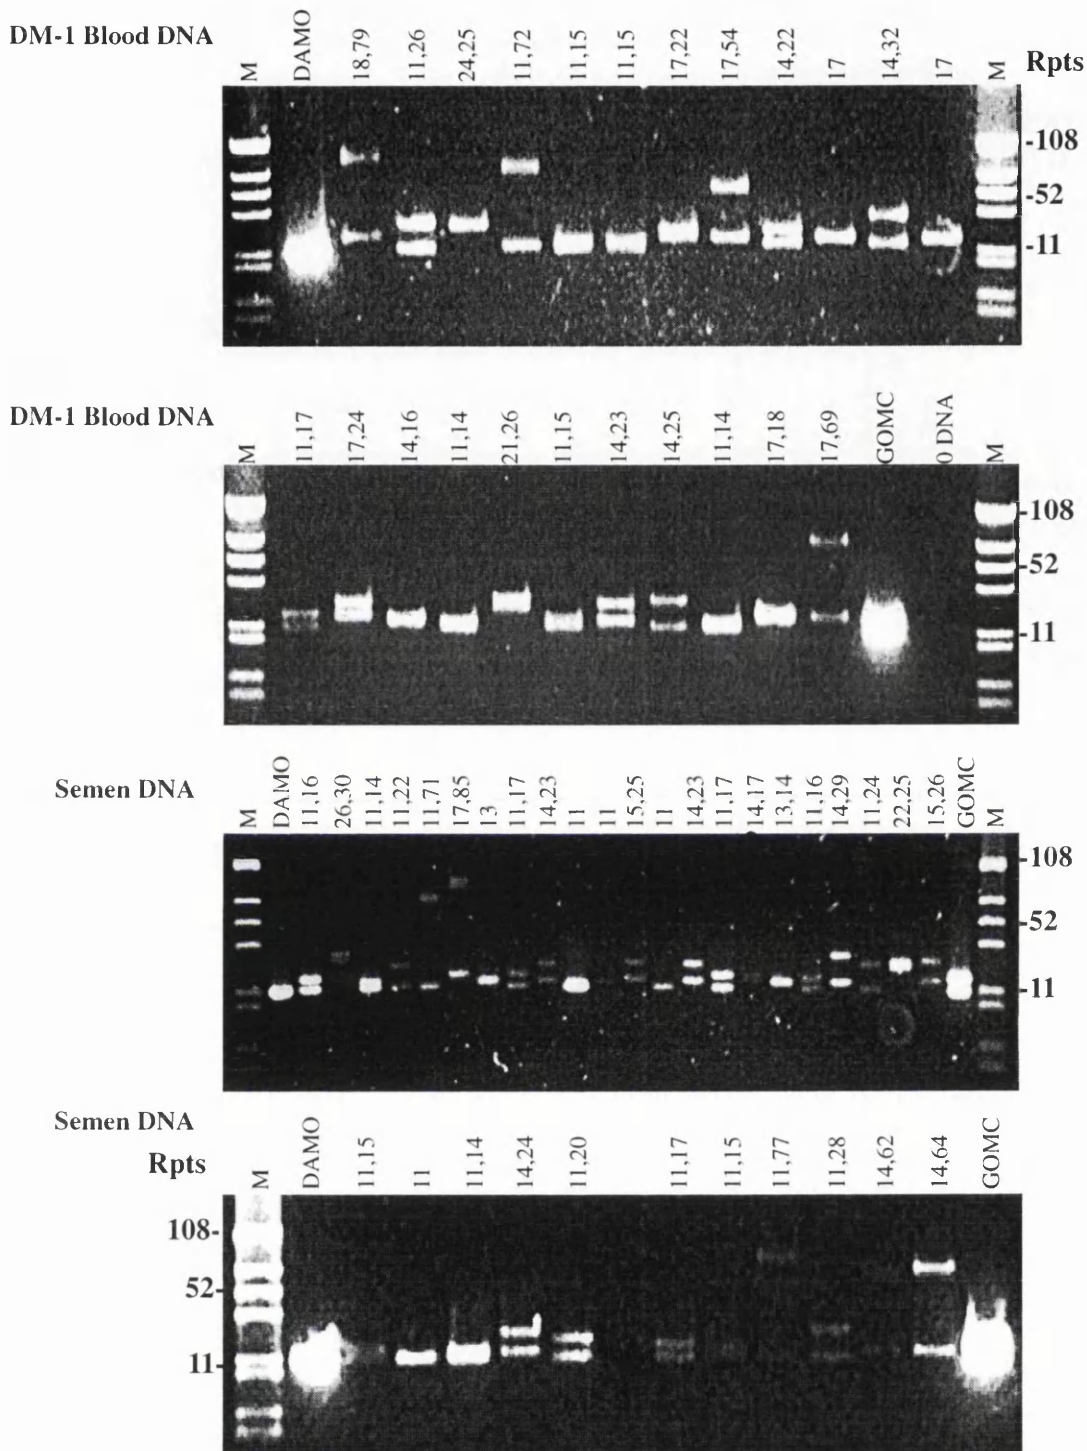 DM-1 Blood DNA
M DAMO 18,79 11,26 24,25 11,72 11,15 11,15 17,22 17,54 14,22 17 14,32 17 M Rpts
-108
-52
-11
DM-1 Blood DNA
M 11,17 17,24 14,16 11,14 21,26 11,15 14,23 14,25 11,14 17,18 17,69 GOMC 0 DNA M
-108
-52
-11
Semen DNA
M DAMO 11,16 26,30 11,14 11,22 11,71 17,85 13 11,17 14,23 11 11 15,25 11 14,23 11,17 14,17 13,14 11,16 14,29 11,24 22,25 15,26 GOMC M
-108
-52
-11
Semen DNA
Rpts M DAMO 11,15 11 11,14 14,24 11,20 11,17 11,15 11,77 11,28 14,62 14,64 GOMC
108-
52-
11-